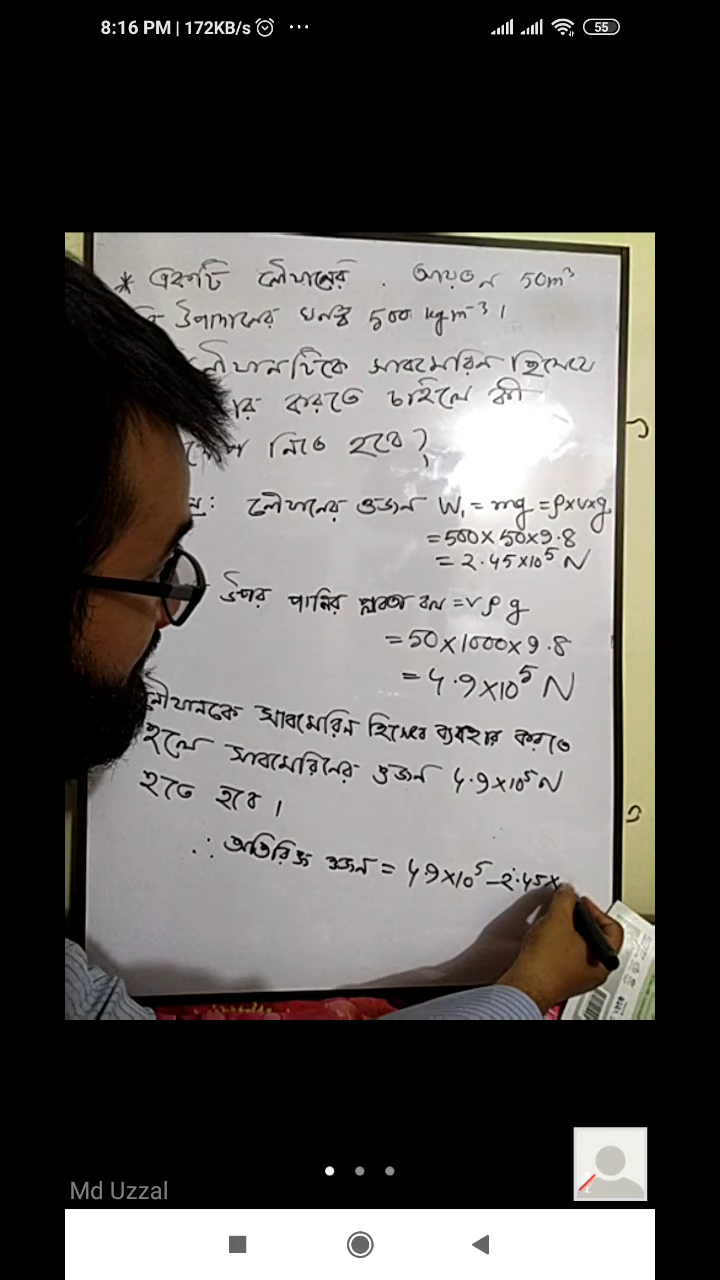 8:16 PM | 172KB/s
55
* একটি নৌযানের . আয়তন 50m³
উপাদানের ঘনত্ব 500 kgm⁻³ ।
নৌযানটিকে সাবমেরিন হিসেবে
করতে চাইলে কী
নিতে হবে ?
নৌযানের ওজন W₁ = mg = ρ×v×g
= 500×50×9.8
= 2.45×10⁵ N
উপর পানির প্লবতা বল = vρg
= 50×1000×9.8
= 4.9×10⁵ N
নৌযানকে সাবমেরিন হিসেবে ব্যবহার করতে
হলে সাবমেরিনের ওজন 4.9×10⁵ N
হতে হবে ।
∴ অতিরিক্ত ওজন = 4.9×10⁵ – 2.45×
Md Uzzal